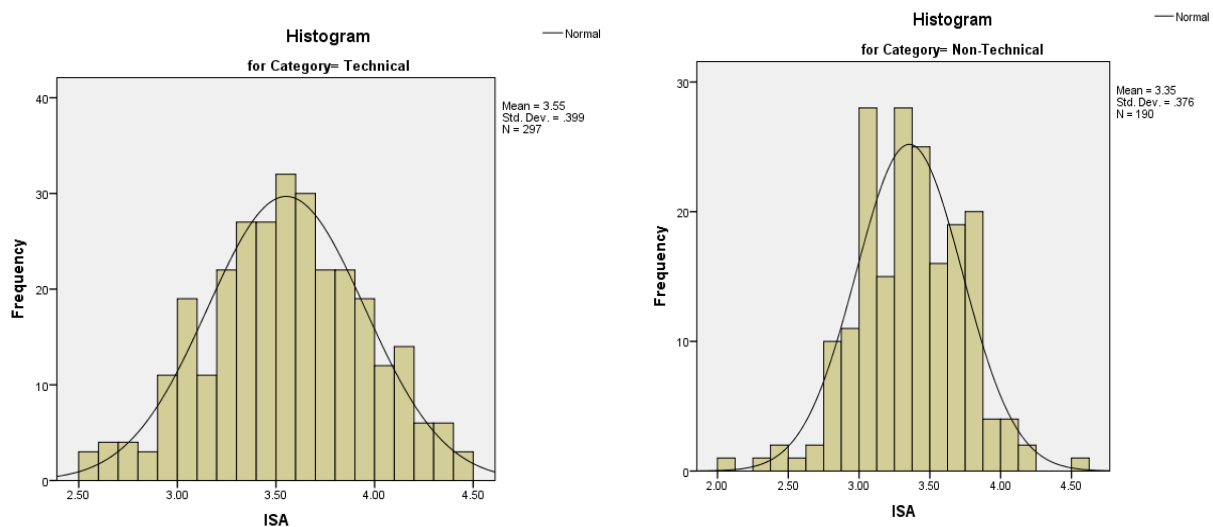 Histogram
for Category= Technical
Normal
Mean = 3.55
Std. Dev. = .399
N = 297
40
30
20
10
0
Frequency
2.50 3.00 3.50 4.00 4.50
ISA
Histogram
for Category= Non-Technical
Normal
Mean = 3.35
Std. Dev. = .376
N = 190
30
20
10
0
Frequency
2.00 2.50 3.00 3.50 4.00 4.50
ISA